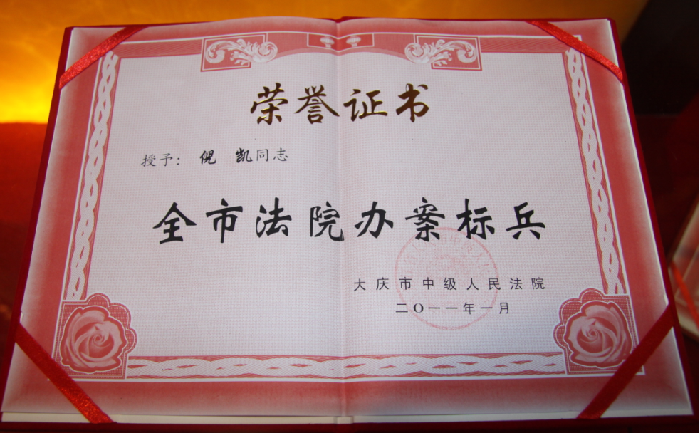 荣誉证书
授予：倪 凯同志
全市法院办案标兵
大庆市中级人民法院
二〇一一年一月